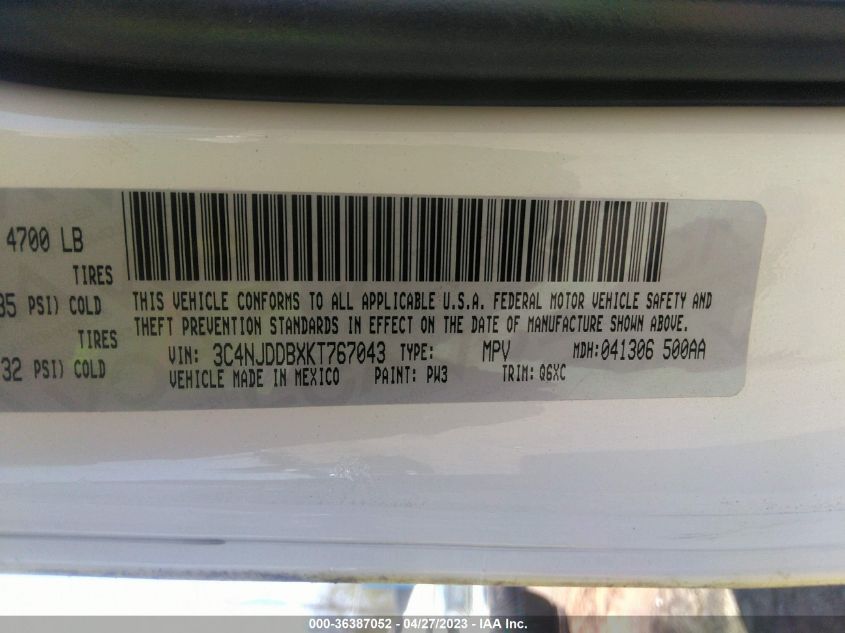 4700 LB
TIRES
35 PSI) COLD
TIRES
32 PSI) COLD
THIS VEHICLE CONFORMS TO ALL APPLICABLE U.S.A. FEDERAL MOTOR VEHICLE SAFETY AND
THEFT PREVENTION STANDARDS IN EFFECT ON THE DATE OF MANUFACTURE SHOWN ABOVE.
VIN: 3C4NJDDBXKT767043 TYPE: MPV MDH: 041306 500AA
VEHICLE MADE IN MEXICO PAINT: PW3 TRIM: Q6XC
000-36387052 - 04/27/2023 - IAAI Inc.